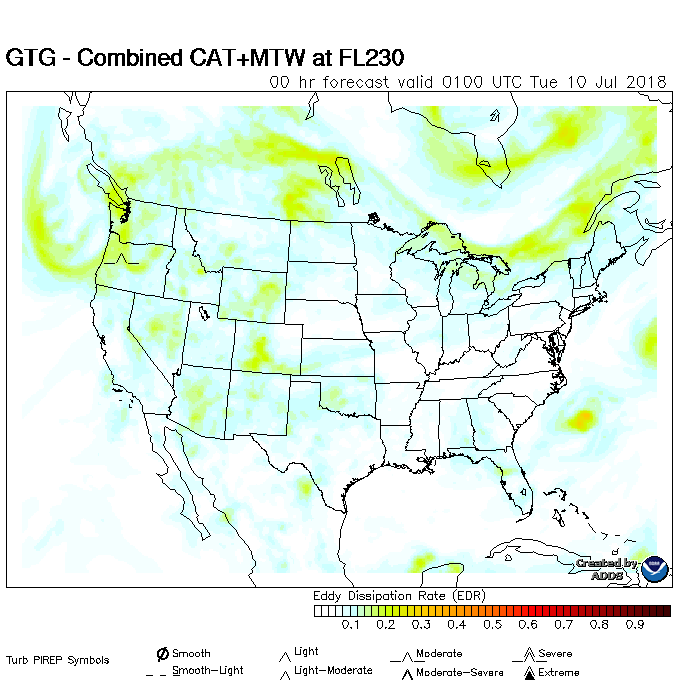 GTG - Combined CAT+MTW at FL230
00 hr forecast valid 0100 UTC Tue 10 Jul 2018
Created by
ADDS
Eddy Dissipation Rate (EDR)
0.1 0.2 0.3 0.4 0.5 0.6 0.7 0.8 0.9
Turb PIREP Symbols
Smooth Light Moderate Severe
Smooth-Light Light-Moderate Moderate-Severe Extreme